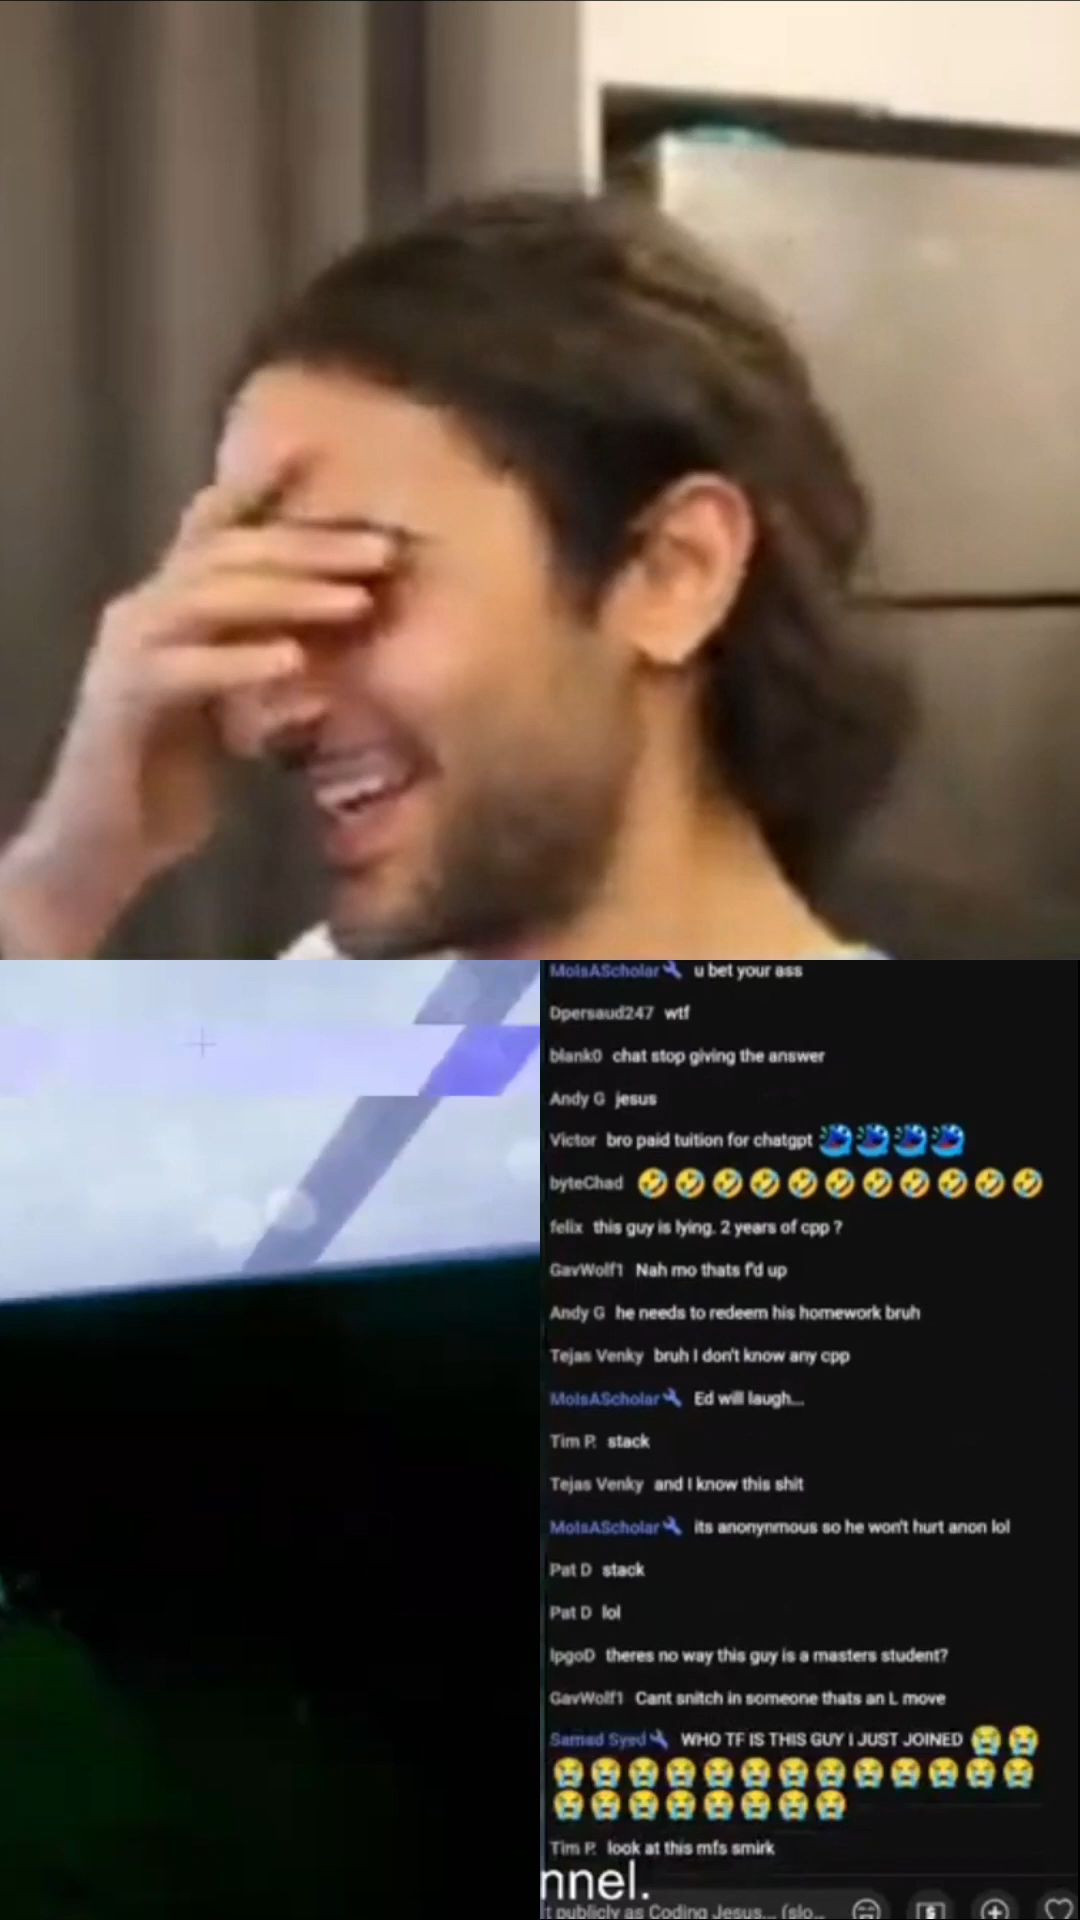 MoisAScholar u bet your ass
Dpersaud247 wtf
blank0 chat stop giving the answer
Andy G jesus
Victor bro paid tuition for chatgpt
byteChad 🤣🤣🤣🤣🤣🤣🤣🤣🤣🤣🤣
felix this guy is lying. 2 years of cpp ?
GavWolf1 Nah mo thats f'd up
Andy G he needs to redeem his homework bruh
Tejas Venky bruh I don't know any cpp
MoisAScholar Ed will laugh...
Tim P. stack
Tejas Venky and I know this shit
MoisAScholar its anonynmous so he won't hurt anon lol
Pat D stack
Pat D lol
lpgoD theres no way this guy is a masters student?
GavWolf1 Cant snitch in someone thats an L move
Samad Syed WHO TF IS THIS GUY I JUST JOINED 😭😭
😭😭😭😭😭😭😭😭😭😭😭😭😭
😭😭😭😭😭😭😭😭
Tim P. look at this mfs smirk
nnel.
t publicly as Coding Jesus... (slo...